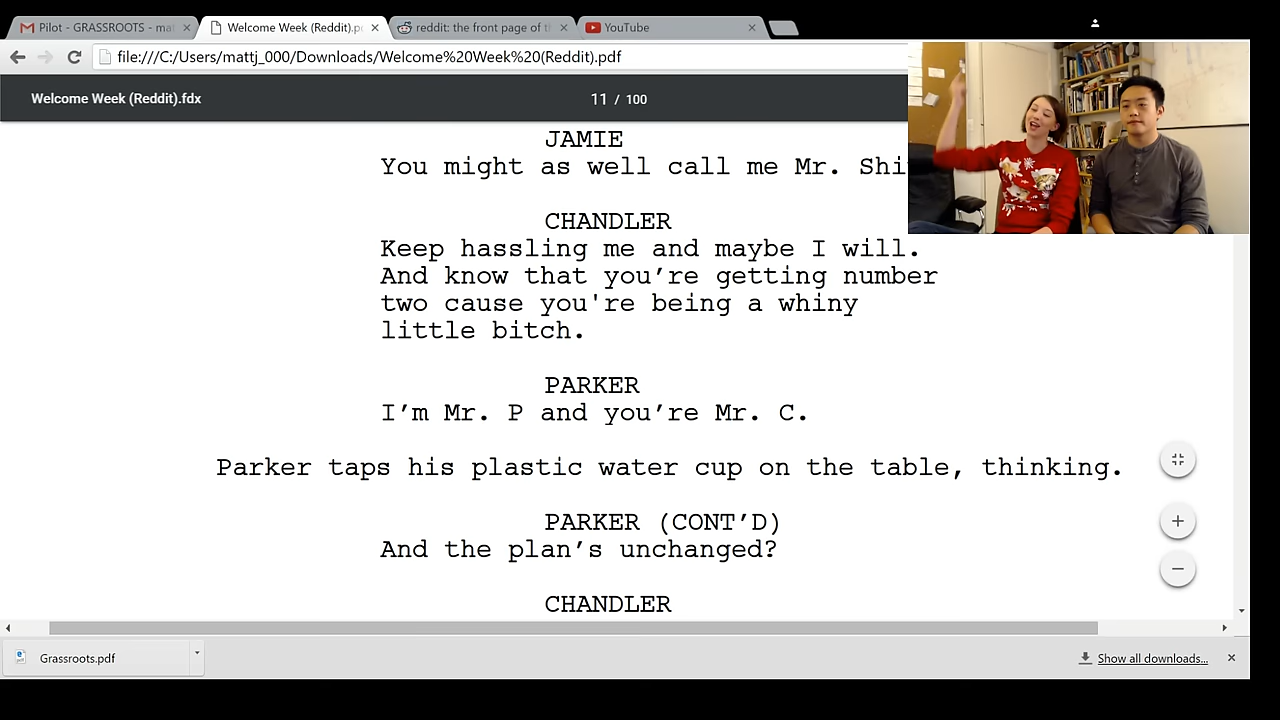 Pilot - GRASSROOTS - ma
Welcome Week (Reddit).p
reddit: the front page of t
YouTube
file:///C:/Users/mattj_000/Downloads/Welcome%20Week%20(Reddit).pdf
Welcome Week (Reddit).fdx
11 / 100
JAMIE
You might as well call me Mr.
CHANDLER
Keep hassling me and maybe I will.
And know that you’re getting number
two cause you're being a whiny
little bitch.
PARKER
I’m Mr. P and you’re Mr. C.
Parker taps his plastic water cup on the table, thinking.
PARKER (CONT’D)
And the plan’s unchanged?
CHANDLER
Grassroots.pdf
Show all downloads...